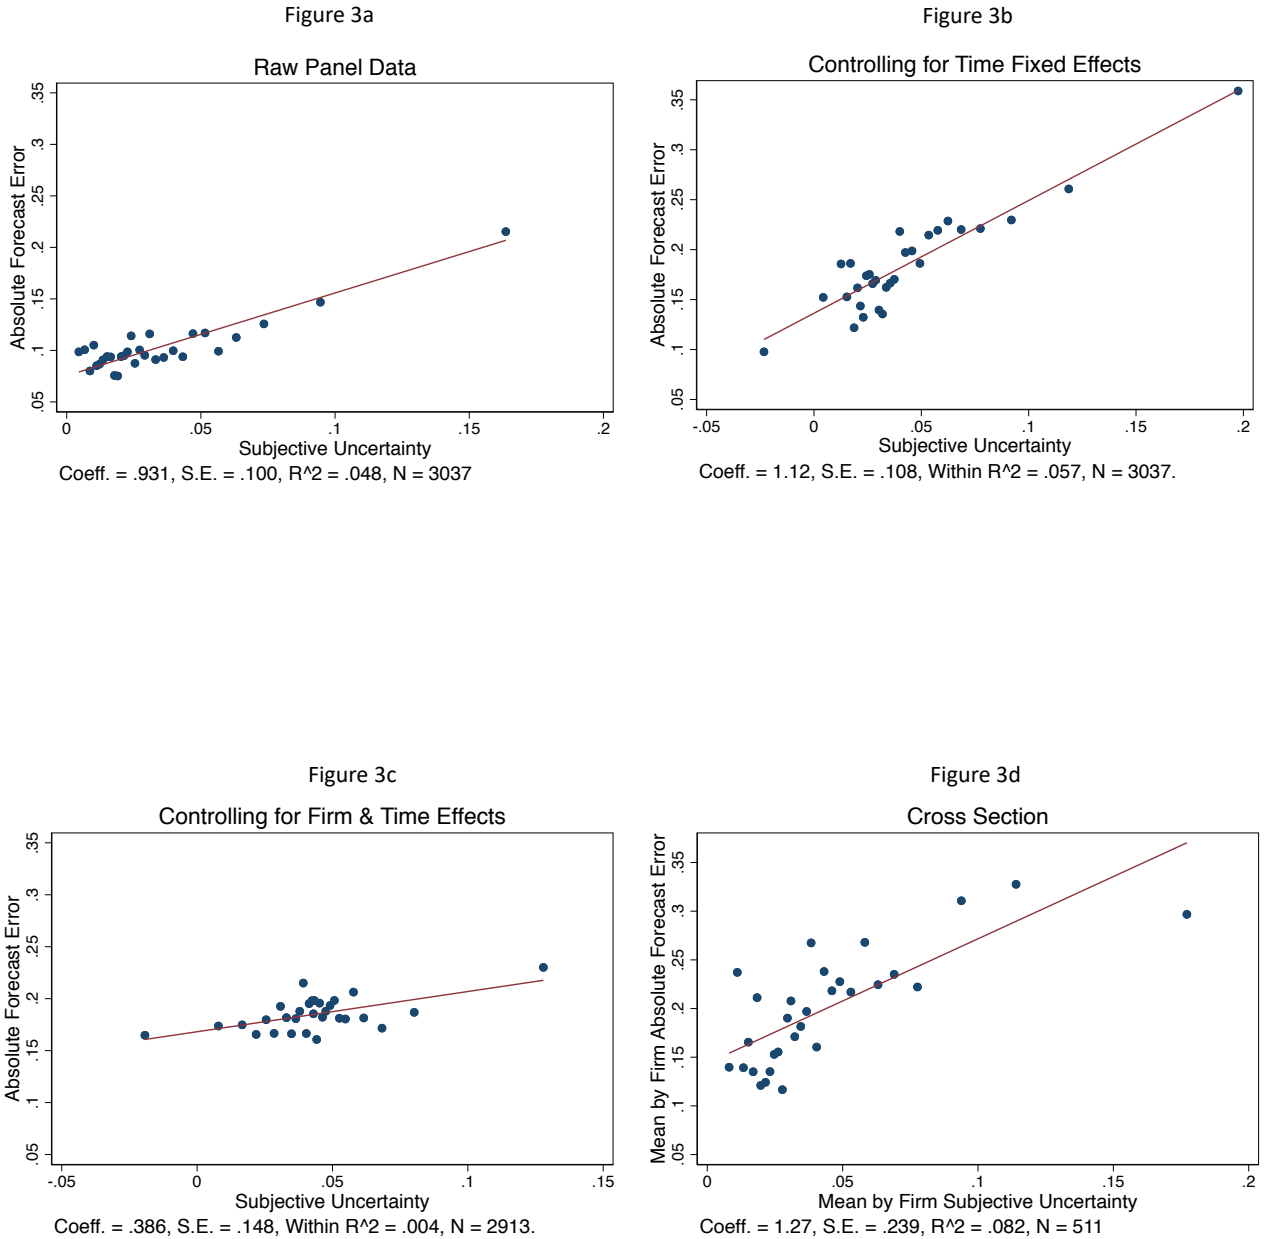 Figure 3a
Raw Panel Data
Absolute Forecast Error
.05 .1 .15 .2 .25 .3 .35
0 .05 .1 .15 .2
Subjective Uncertainty
Coeff. = .931, S.E. = .100, R^2 = .048, N = 3037
Figure 3b
Controlling for Time Fixed Effects
Absolute Forecast Error
.05 .1 .15 .2 .25 .3 .35
-.05 0 .05 .1 .15 .2
Subjective Uncertainty
Coeff. = 1.12, S.E. = .108, Within R^2 = .057, N = 3037.
Figure 3c
Controlling for Firm & Time Effects
Absolute Forecast Error
.05 .1 .15 .2 .25 .3 .35
-.05 0 .05 .1 .15
Subjective Uncertainty
Coeff. = .386, S.E. = .148, Within R^2 = .004, N = 2913.
Figure 3d
Cross Section
Mean by Firm Absolute Forecast Error
.05 .1 .15 .2 .25 .3 .35
0 .05 .1 .15 .2
Mean by Firm Subjective Uncertainty
Coeff = 1.27, S.E. = .239, R^2 = .082, N = 511